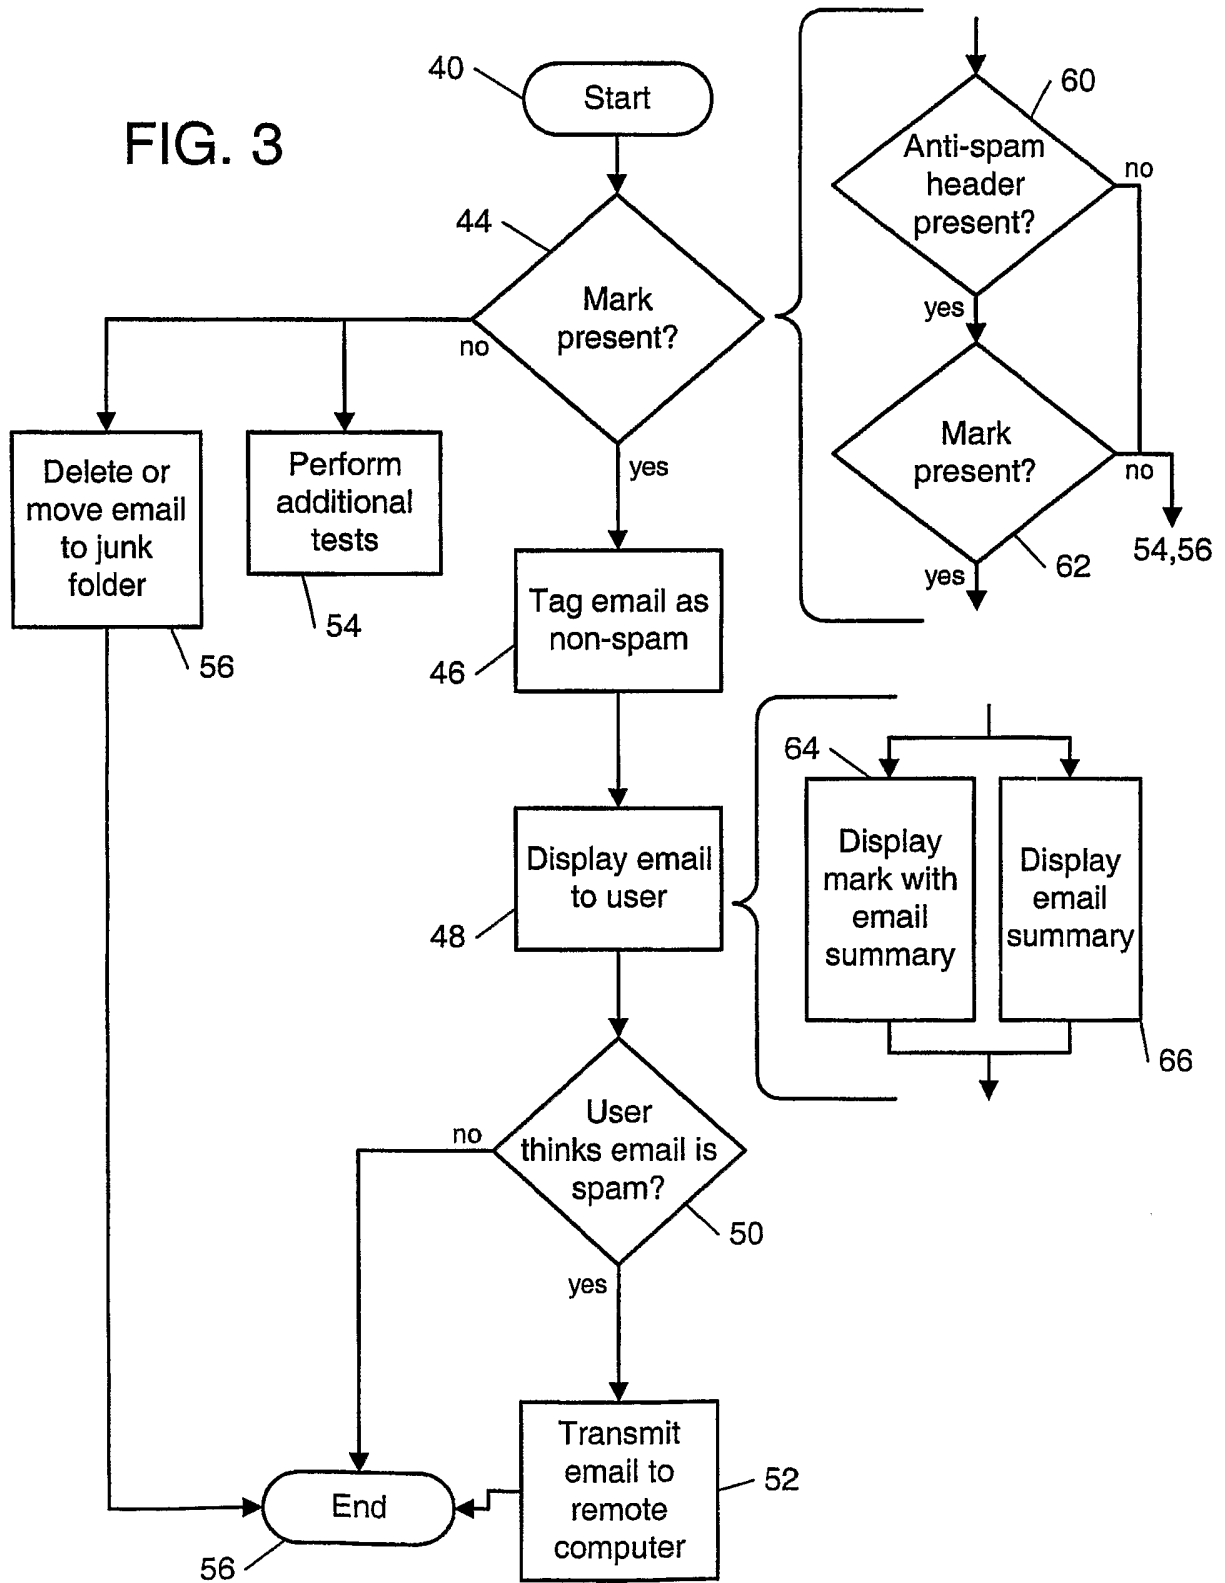 FIG. 3
40
Start
44
Mark
present?
no
yes
Delete or
move email
to junk
folder
56
Perform
additional
tests
54
Tag email as
non-spam
46
Display email
to user
48
User
thinks email is
spam?
no
50
yes
Transmit
email to
remote
computer
52
End
56
60
Anti-spam
header
present?
no
yes
Mark
present?
no
54,56
62
yes
64
Display
mark with
email
summary
Display
email
summary
66